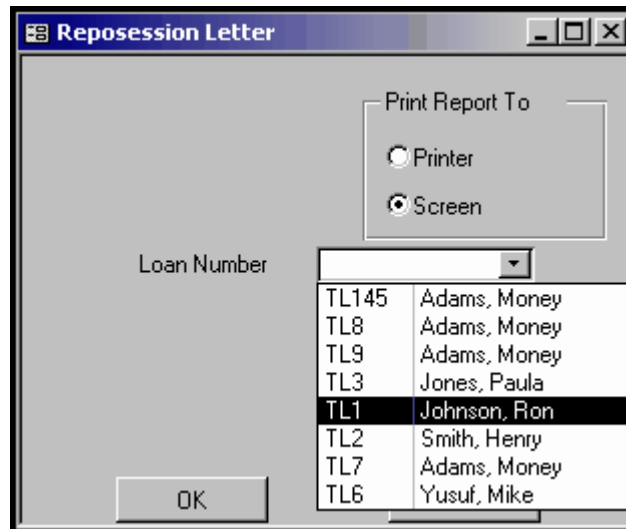 Reposession Letter
Print Report To
Printer
Screen
Loan Number
TL145 Adams, Money
TL8 Adams, Money
TL9 Adams, Money
TL3 Jones, Paula
TL1 Johnson, Ron
TL2 Smith, Henry
TL7 Adams, Money
TL6 Yusuf, Mike
OK